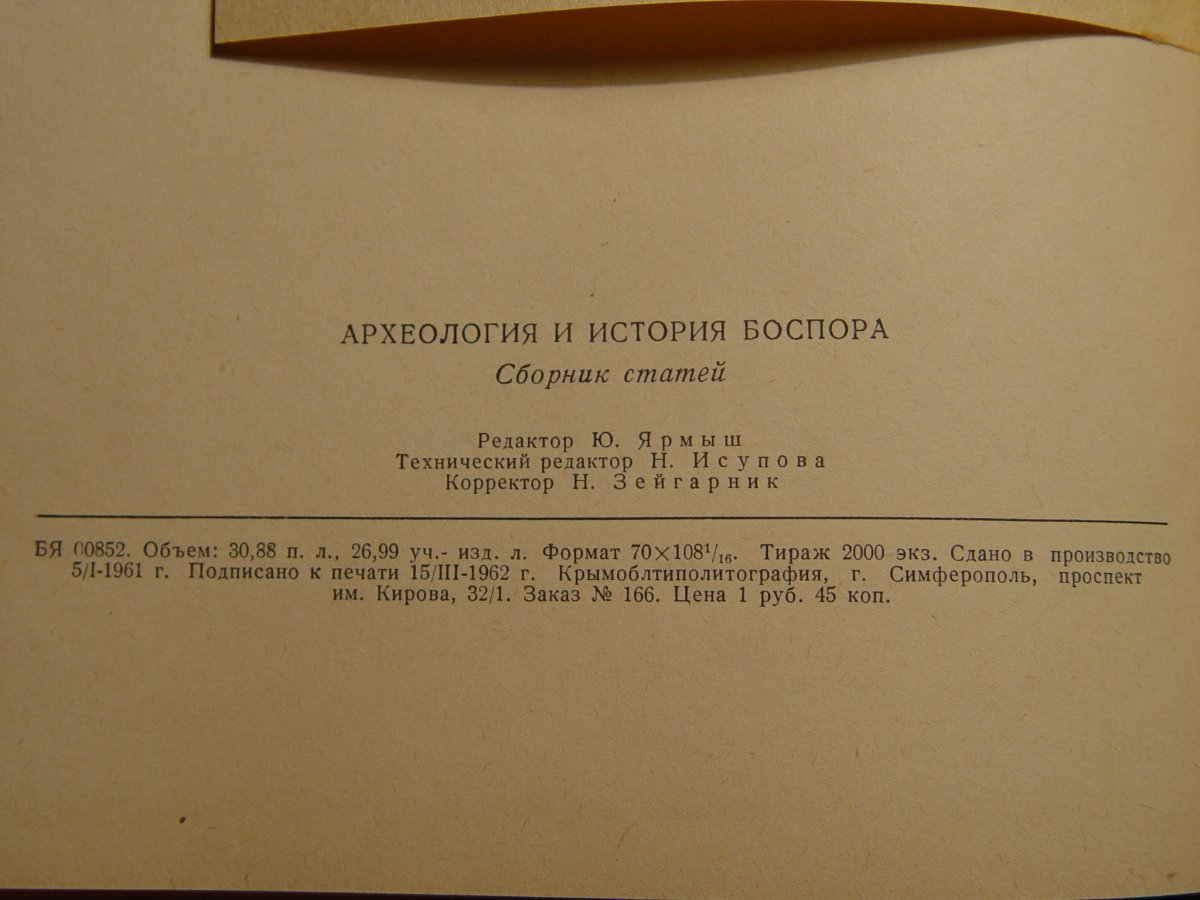 АРХЕОЛОГИЯ И ИСТОРИЯ БОСПОРА
Сборник статей
Редактор Ю. Ярмыш
Технический редактор Н. Исупова
Корректор Н. Зейгарник
БЯ 00852. Объем: 30,88 п. л., 26,99 уч.- изд. л. Формат 70×108¹/₁₆. Тираж 2000 экз. Сдано в производство
5/I-1961 г. Подписано к печати 15/III-1962 г. Крымоблтиполитография, г. Симферополь, проспект
им. Кирова, 32/1. Заказ № 166. Цена 1 руб. 45 коп.